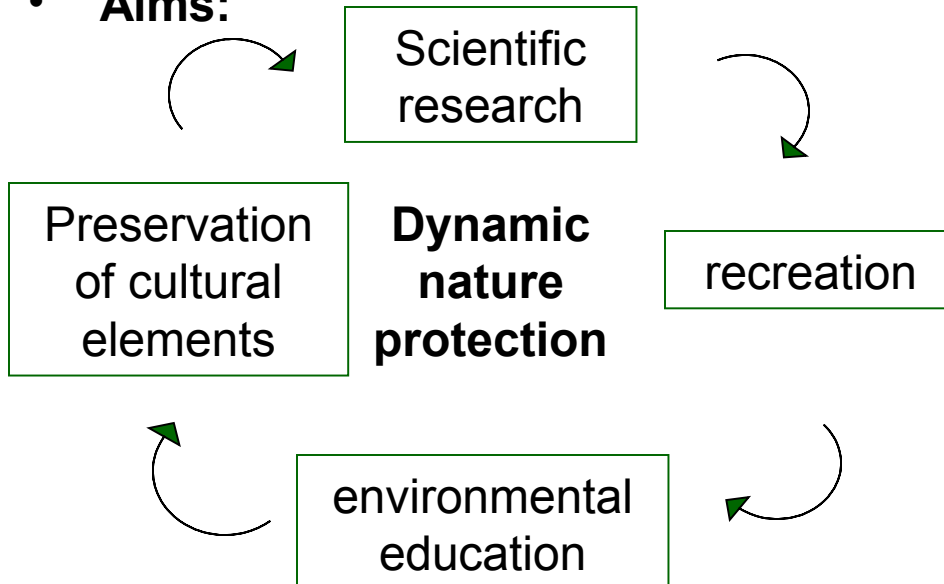 • Aims:
Scientific
research
Preservation
of cultural
elements
Dynamic
nature
protection
recreation
environmental
education